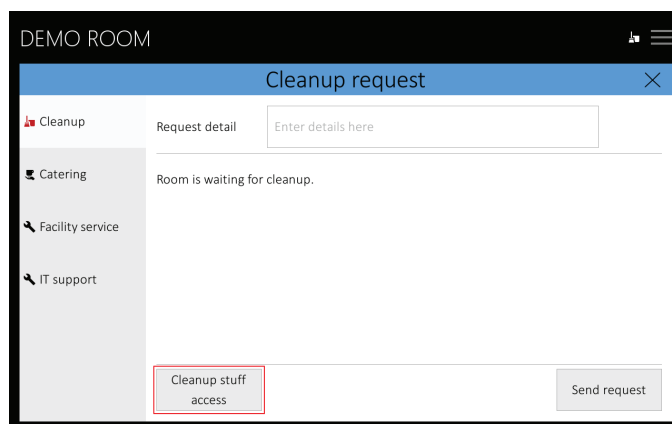 DEMO ROOM
Cleanup request
Cleanup
Request detail
Enter details here
Catering
Room is waiting for cleanup.
Facility service
IT support
Cleanup stuff
access
Send request